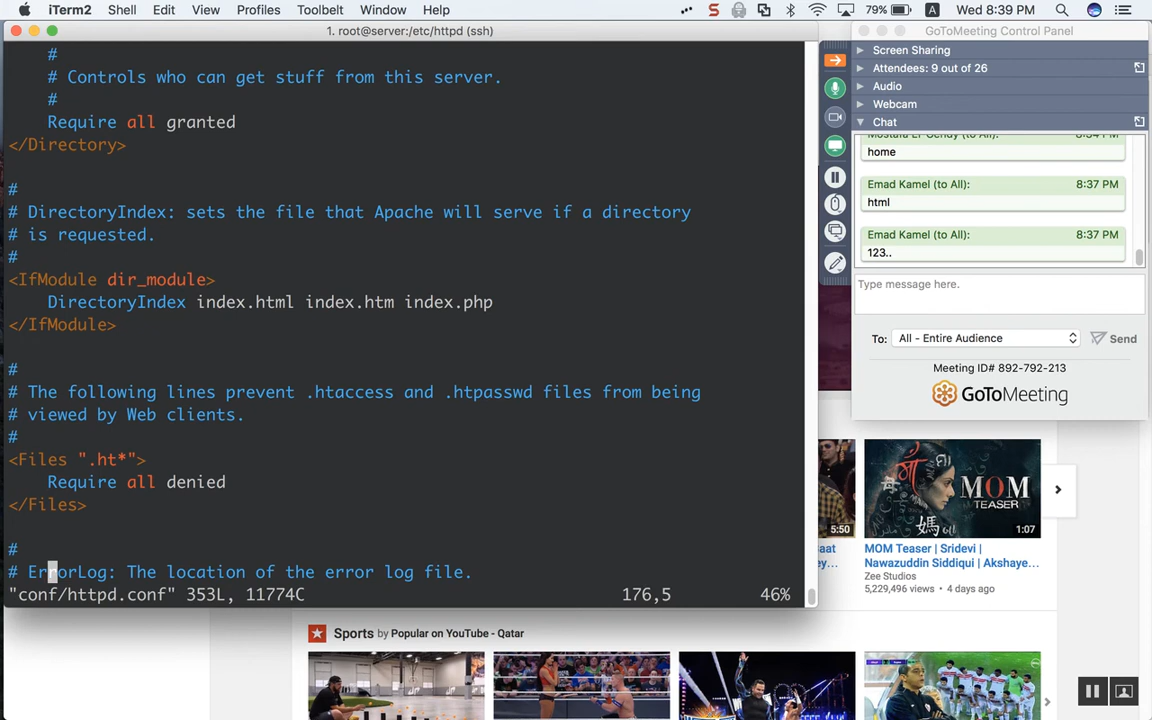 iTerm2 Shell Edit View Profiles Toolbelt Window Help
79% A Wed 8:39 PM
1. root@server:/etc/httpd (ssh)
#
# Controls who can get stuff from this server.
#
Require all granted
</Directory>
#
# DirectoryIndex: sets the file that Apache will serve if a directory
# is requested.
#
<IfModule dir_module>
DirectoryIndex index.html index.htm index.php
</IfModule>
#
# The following lines prevent .htaccess and .htpasswd files from being
# viewed by Web clients.
#
<Files ".ht*">
Require all denied
</Files>
#
# ErrorLog: The location of the error log file.
"conf/httpd.conf" 353L, 11774C 176,5 46%
GoToMeeting Control Panel
Screen Sharing
Attendees: 9 out of 26
Audio
Webcam
Chat
home
Emad Kamel (to All): 8:37 PM
html
Emad Kamel (to All): 8:37 PM
123..
Type message here.
To: All - Entire Audience Send
Meeting ID# 892-792-213
GoToMeeting
5:50
MOM
TEASER
1:07
MOM Teaser | Sridevi |
Nawazuddin Siddiqui | Akshaye...
Zee Studios
5,229,496 views • 4 days ago
Sports by Popular on YouTube - Qatar